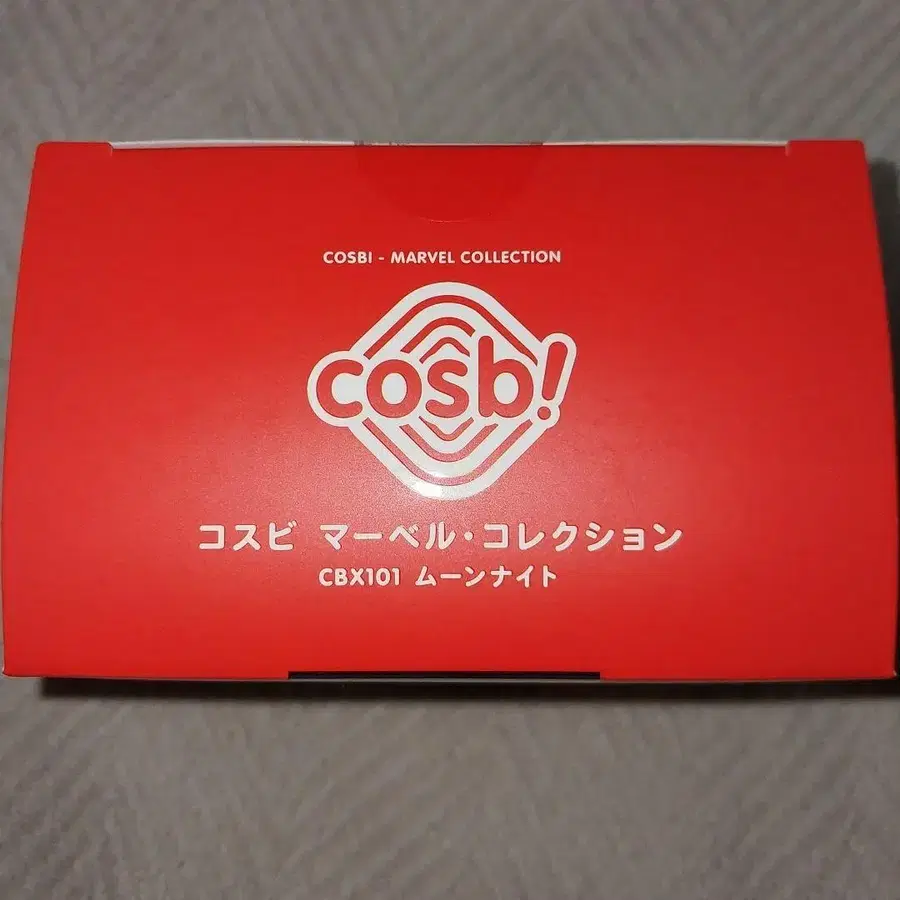 COSBI - MARVEL COLLECTION
cosb!
コスビ マーベル・コレクション
CBX101 ムーンナイト